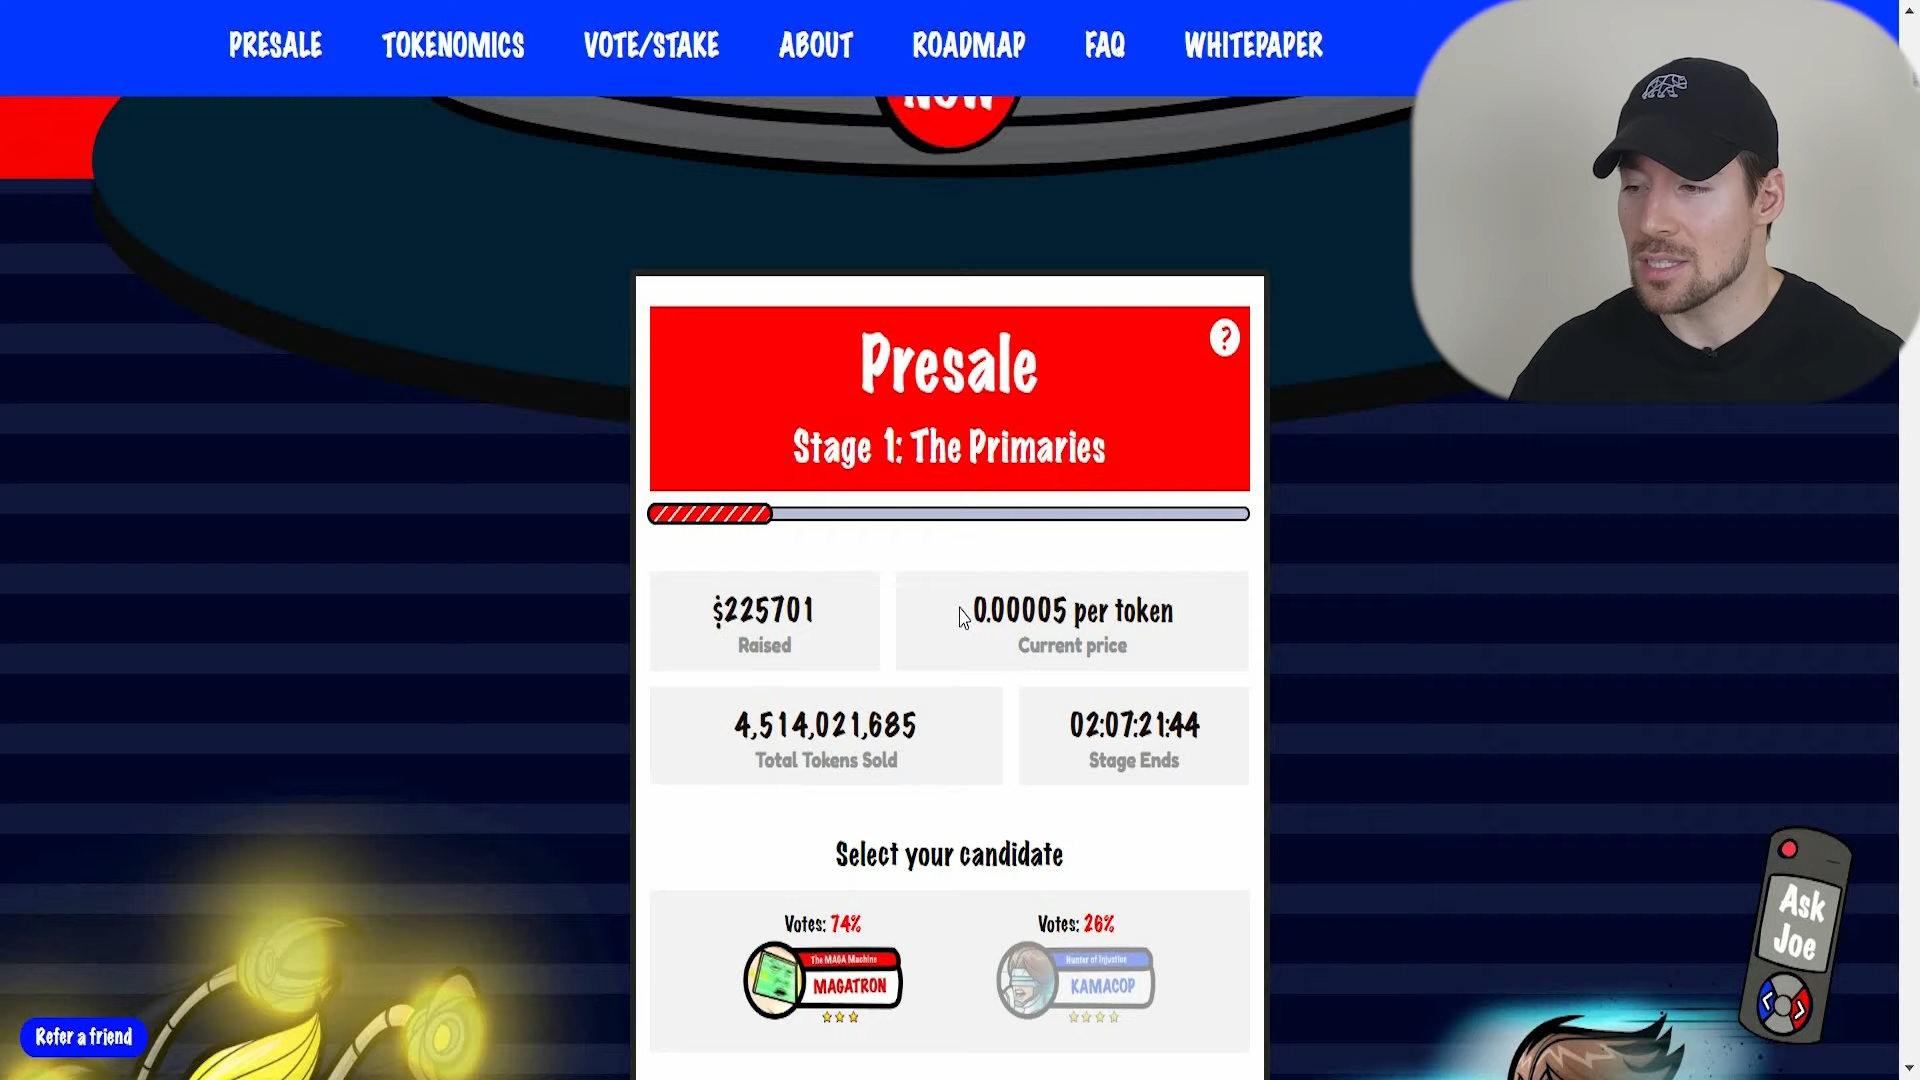 PRESALE
TOKENOMICS
VOTE/STAKE
ABOUT
ROADMAP
FAQ
WHITEPAPER
NOW
Presale
?
Stage 1: The Primaries
$225701
Raised
0.00005 per token
Current price
4,514,021,685
Total Tokens Sold
02:07:21:44
Stage Ends
Select your candidate
Votes: 74%
The MAGA Machine
MAGATRON
Votes: 26%
Hunter of Injustice
KAMACOP
Ask
Joe
Refer a friend